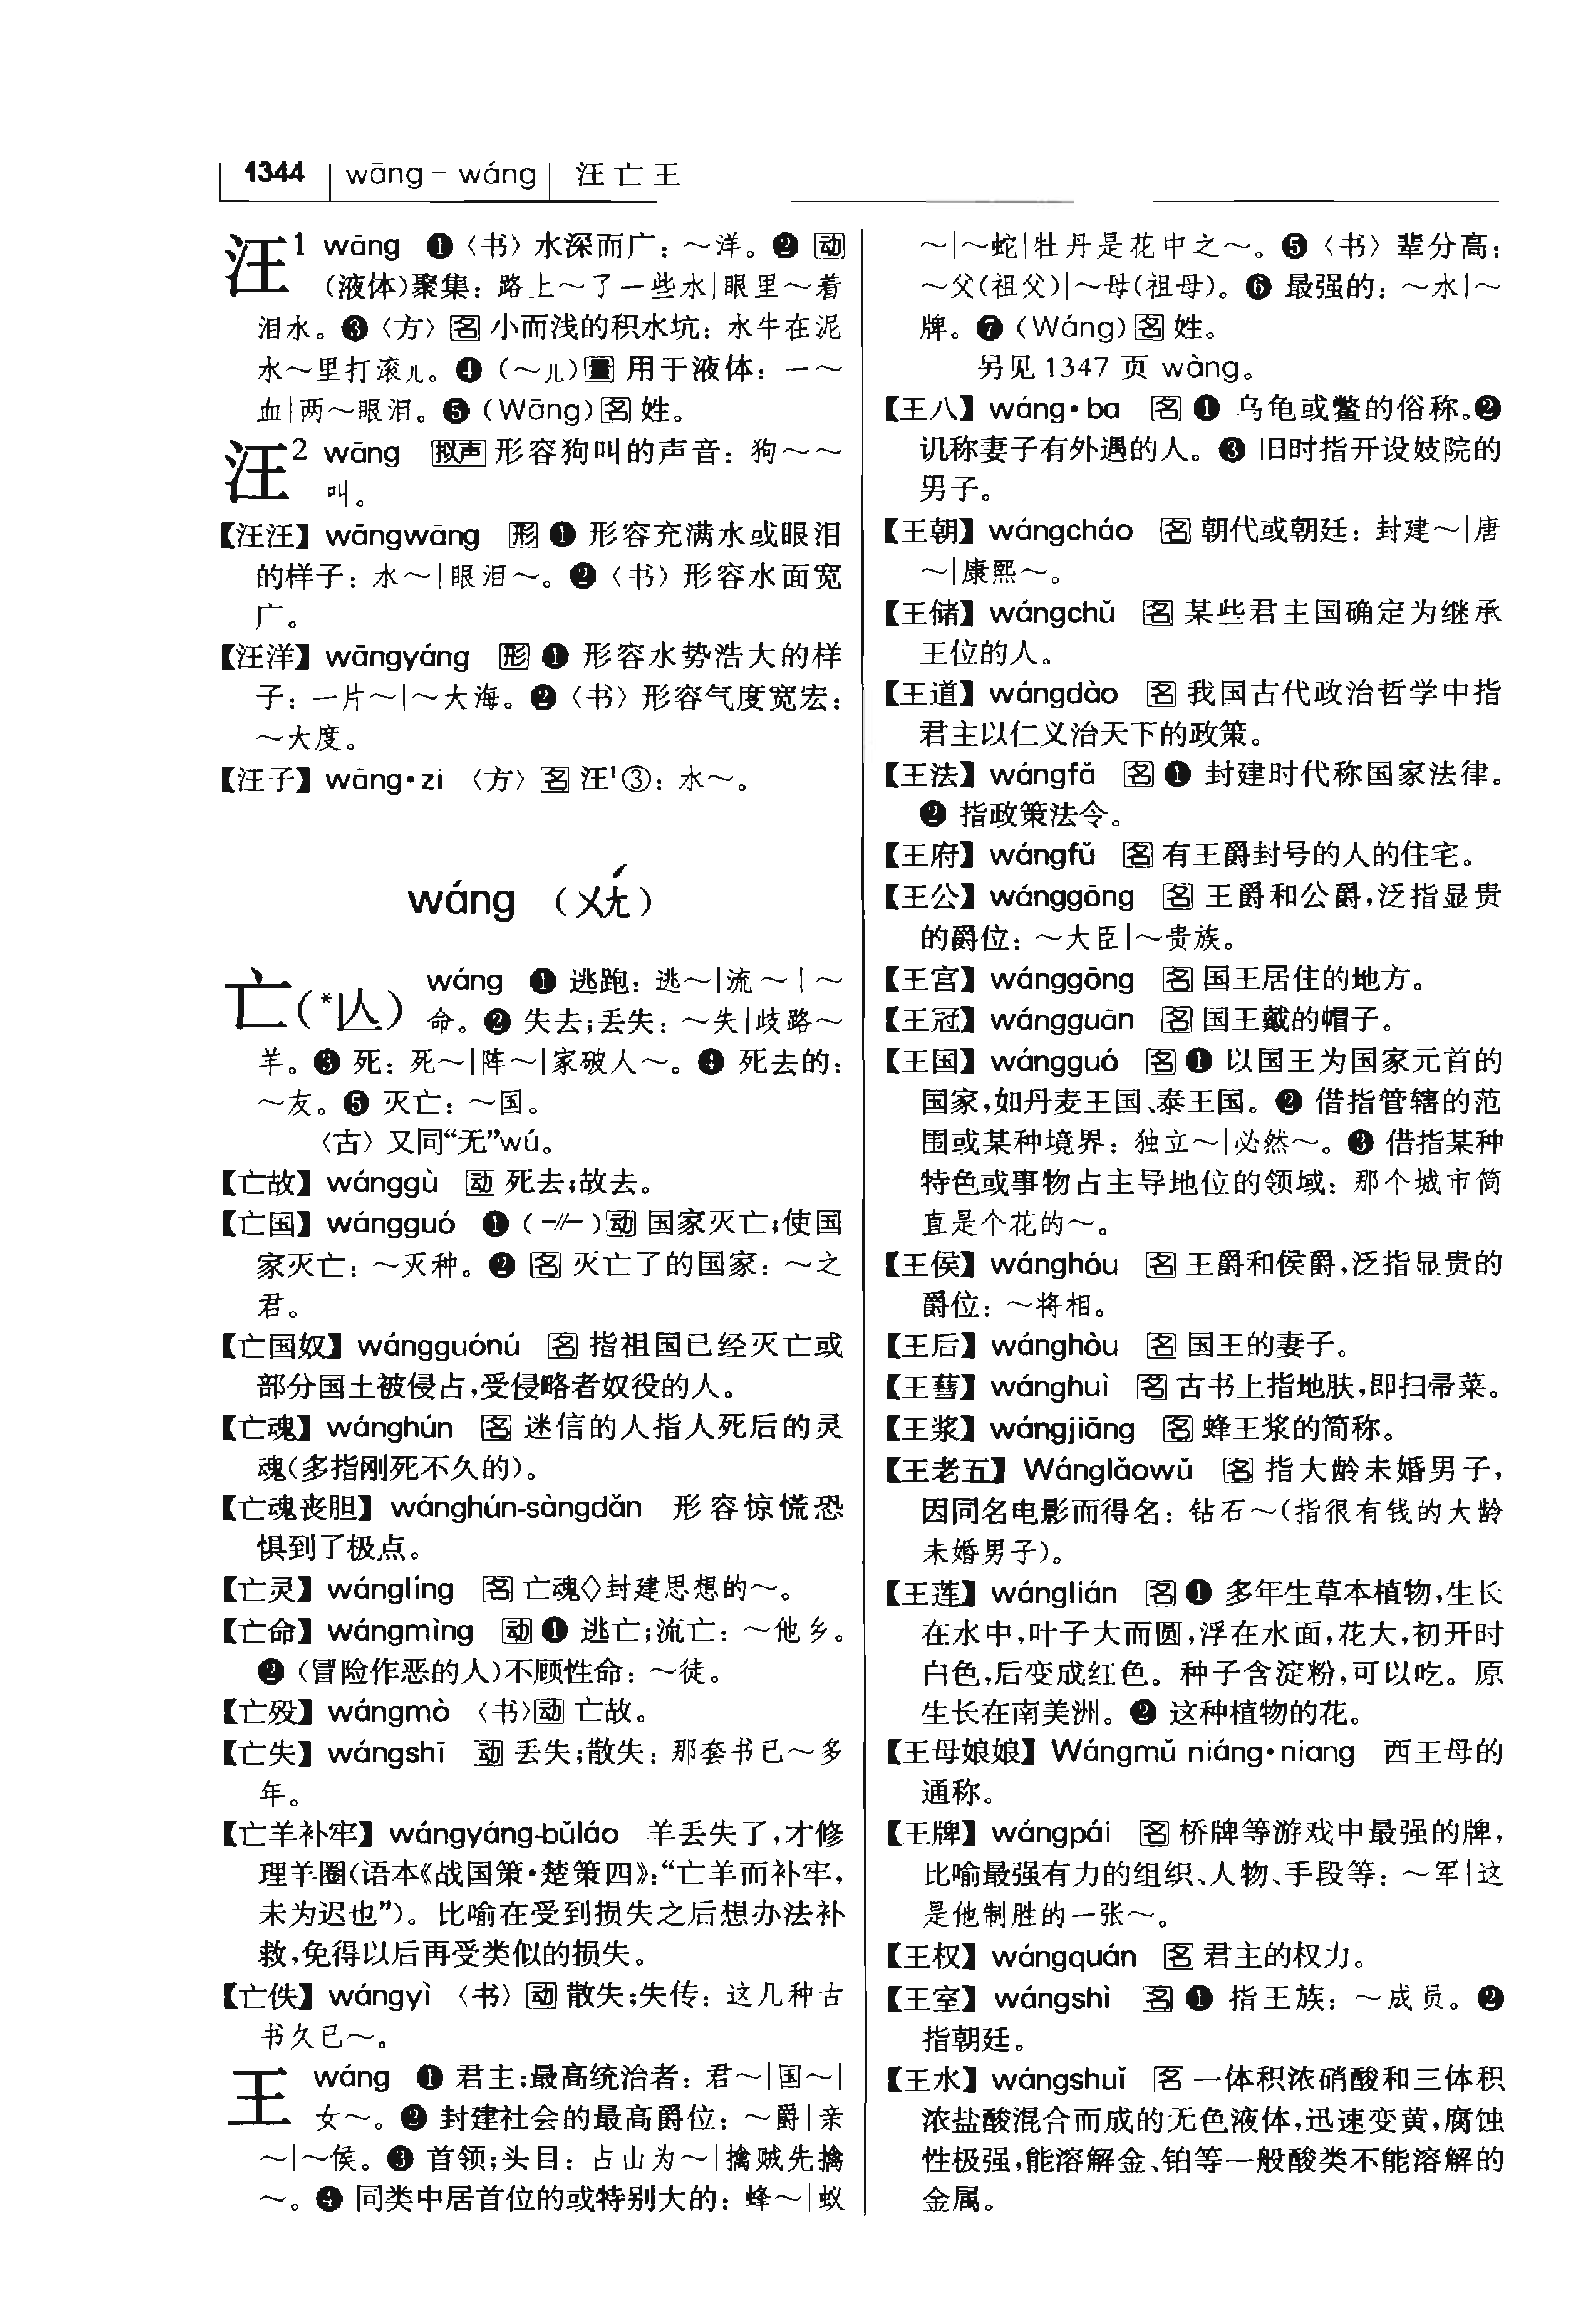 1344 wāng – wáng 汪亡王
汪¹ wāng ❶〈书〉水深而广：～洋。❷ 动
(液体)聚集：路上～了一些水|眼里～着
泪水。❸〈方〉名 小而浅的积水坑：水牛在泥
水～里打滚儿。❹ (～儿)量 用于液体：一～
血|两～眼泪。❺ (Wāng)名 姓。
汪² wāng 拟声 形容狗叫的声音：狗～～
叫。
【汪汪】wāngwāng 形 ❶ 形容充满水或眼泪
的样子：水～|眼泪～。❷〈书〉形容水面宽
广。
【汪洋】wāngyáng 形 ❶ 形容水势浩大的样
子：一片～|～大海。❷〈书〉形容气度宽宏：
～大度。
【汪子】wāng·zi 〈方〉名 汪¹③：水～。
wáng （ㄨㄤˊ）
亡(*亾) wáng ❶ 逃跑：逃～|流～|～
命。❷ 失去;丢失：～失|歧路～
羊。❸ 死：死～|阵～|家破人～。❹ 死去的：
～友。❺ 灭亡：～国。
〈古〉又同“无”wú。
【亡故】wánggù 动 死去;故去。
【亡国】wángguó ❶ (-//-)动 国家灭亡;使国
家灭亡：～灭种。❷ 名 灭亡了的国家：～之
君。
【亡国奴】wángguónú 名 指祖国已经灭亡或
部分国土被侵占,受侵略者奴役的人。
【亡魂】wánghún 名 迷信的人指人死后的灵
魂(多指刚死不久的)。
【亡魂丧胆】wánghún-sàngdǎn 形容惊慌恐
惧到了极点。
【亡灵】wánglíng 名 亡魂◇封建思想的～。
【亡命】wángmìng 动 ❶ 逃亡;流亡：～他乡。
❷ (冒险作恶的人)不顾性命：～徒。
【亡殁】wángmò 〈书〉动 亡故。
【亡失】wángshī 动 丢失;散失：那套书已～多
年。
【亡羊补牢】wángyáng-bǔláo 羊丢失了,才修
理羊圈(语本《战国策·楚策四》:“亡羊而补牢,
未为迟也”)。比喻在受到损失之后想办法补
救,免得以后再受类似的损失。
【亡佚】wángyì 〈书〉动 散失;失传：这几种古
书久已～。
王 wáng ❶ 君主;最高统治者：君～|国～|
女～。❷ 封建社会的最高爵位：～爵|亲
～|～侯。❸ 首领;头目：占山为～|擒贼先擒
～。❹ 同类中居首位的或特别大的：蜂～|蚁
～|～蛇|牡丹是花中之～。❺〈书〉辈分高：
～父(祖父)|～母(祖母)。❻ 最强的：～水|～
牌。❼ (Wáng)名 姓。
另见 1347 页 wàng。
【王八】wáng·ba 名 ❶ 乌龟或鳖的俗称。❷
讥称妻子有外遇的人。❸ 旧时指开设妓院的
男子。
【王朝】wángcháo 名 朝代或朝廷：封建～|唐
～|康熙～。
【王储】wángchǔ 名 某些君主国确定为继承
王位的人。
【王道】wángdào 名 我国古代政治哲学中指
君主以仁义治天下的政策。
【王法】wángfǎ 名 ❶ 封建时代称国家法律。
❷ 指政策法令。
【王府】wángfǔ 名 有王爵封号的人的住宅。
【王公】wánggōng 名 王爵和公爵,泛指显贵
的爵位：～大臣|～贵族。
【王宫】wánggōng 名 国王居住的地方。
【王冠】wángguān 名 国王戴的帽子。
【王国】wángguó 名 ❶ 以国王为国家元首的
国家,如丹麦王国、泰王国。❷ 借指管辖的范
围或某种境界：独立～|必然～。❸ 借指某种
特色或事物占主导地位的领域：那个城市简
直是个花的～。
【王侯】wánghóu 名 王爵和侯爵,泛指显贵的
爵位：～将相。
【王后】wánghòu 名 国王的妻子。
【王蔧】wánghuì 名 古书上指地肤,即扫帚菜。
【王浆】wángjiāng 名 蜂王浆的简称。
【王老五】Wánglǎowǔ 名 指大龄未婚男子,
因同名电影而得名：钻石～(指很有钱的大龄
未婚男子)。
【王莲】wánglián 名 ❶ 多年生草本植物,生长
在水中,叶子大而圆,浮在水面,花大,初开时
白色,后变成红色。种子含淀粉,可以吃。原
生长在南美洲。❷ 这种植物的花。
【王母娘娘】Wángmǔ niáng·niang 西王母的
通称。
【王牌】wángpái 名 桥牌等游戏中最强的牌,
比喻最强有力的组织、人物、手段等：～军|这
是他制胜的一张～。
【王权】wángquán 名 君主的权力。
【王室】wángshì 名 ❶ 指王族：～成员。❷
指朝廷。
【王水】wángshuǐ 名 一体积浓硝酸和三体积
浓盐酸混合而成的无色液体,迅速变黄,腐蚀
性极强,能溶解金、铂等一般酸类不能溶解的
金属。